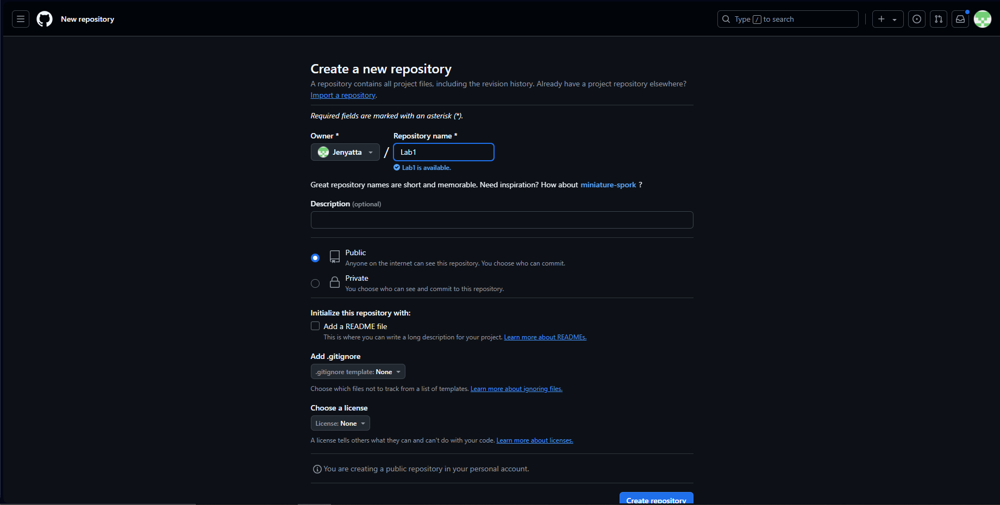 New repository
Type / to search
Create a new repository
A repository contains all project files, including the revision history. Already have a project repository elsewhere?
Import a repository.
Required fields are marked with an asterisk (*).
Owner *
Repository name *
Jenyatta
/
Lab1
Lab1 is available.
Great repository names are short and memorable. Need inspiration? How about miniature-spork ?
Description (optional)
Public
Anyone on the internet can see this repository. You choose who can commit.
Private
You choose who can see and commit to this repository.
Initialize this repository with:
Add a README file
This is where you can write a long description for your project. Learn more about READMEs.
Add .gitignore
.gitignore template: None
Choose which files not to track from a list of templates. Learn more about ignoring files.
Choose a license
License: None
A license tells others what they can and can't do with your code. Learn more about licenses.
You are creating a public repository in your personal account.
Create repository